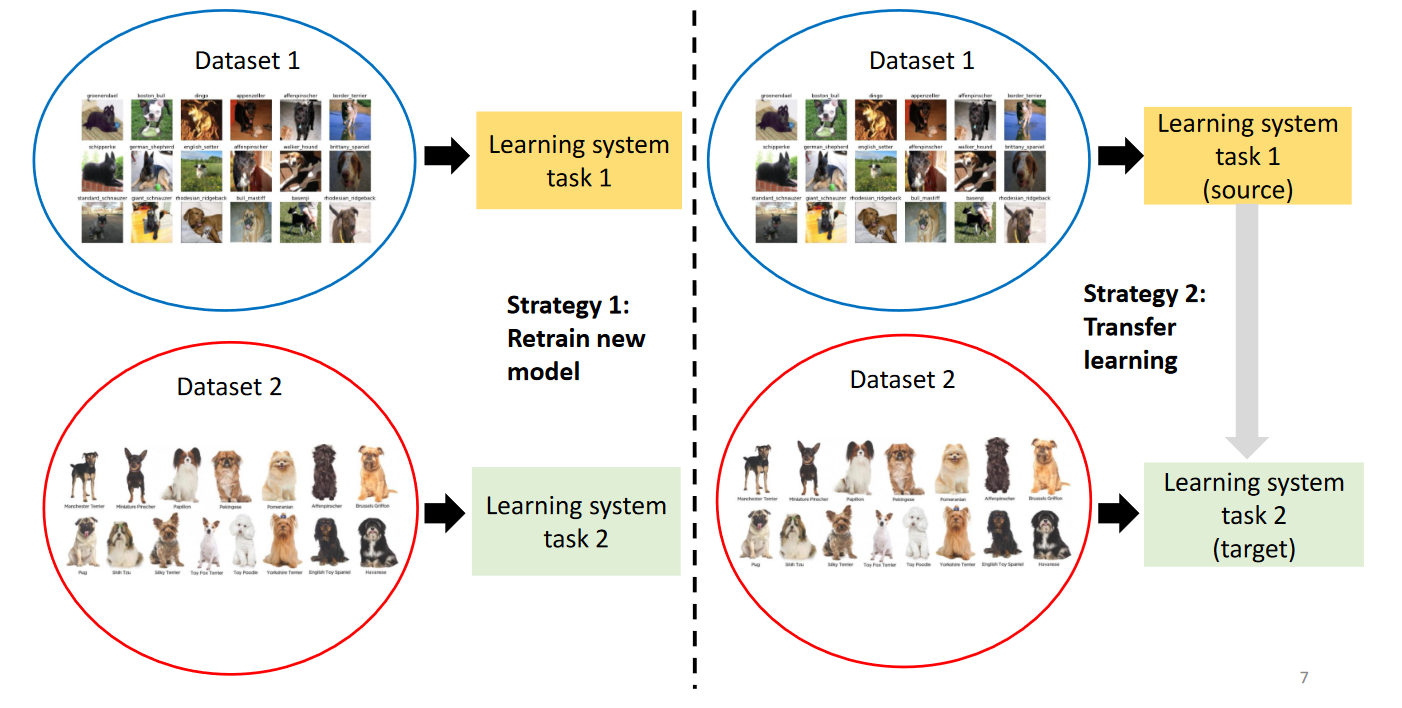 Dataset 1
groenendael boston_bull dingo appenzeller affenpinscher border_terrier
schipperke german_shepherd english_setter affenpinscher walker_hound brittany_spaniel
standard_schnauzer giant_schnauzer rhodesian_ridgeback bull_mastiff basenji rhodesian_ridgeback
Learning system
task 1
Strategy 1:
Retrain new
model
Dataset 2
Manchester Terrier Miniature Pinscher Papillon Pekingese Pomeranian Affenpinscher Brussels Griffon
Pug Shih Tzu Silky Terrier Toy Fox Terrier Toy Poodle Yorkshire Terrier English Toy Spaniel Havanese
Learning system
task 2
Dataset 1
groenendael boston_bull dingo appenzeller affenpinscher border_terrier
schipperke german_shepherd english_setter affenpinscher walker_hound brittany_spaniel
standard_schnauzer giant_schnauzer rhodesian_ridgeback bull_mastiff basenji rhodesian_ridgeback
Learning system
task 1
(source)
Strategy 2:
Transfer
learning
Dataset 2
Manchester Terrier Miniature Pinscher Papillon Pekingese Pomeranian Affenpinscher Brussels Griffon
Pug Shih Tzu Silky Terrier Toy Fox Terrier Toy Poodle Yorkshire Terrier English Toy Spaniel Havanese
Learning system
task 2
(target)
7